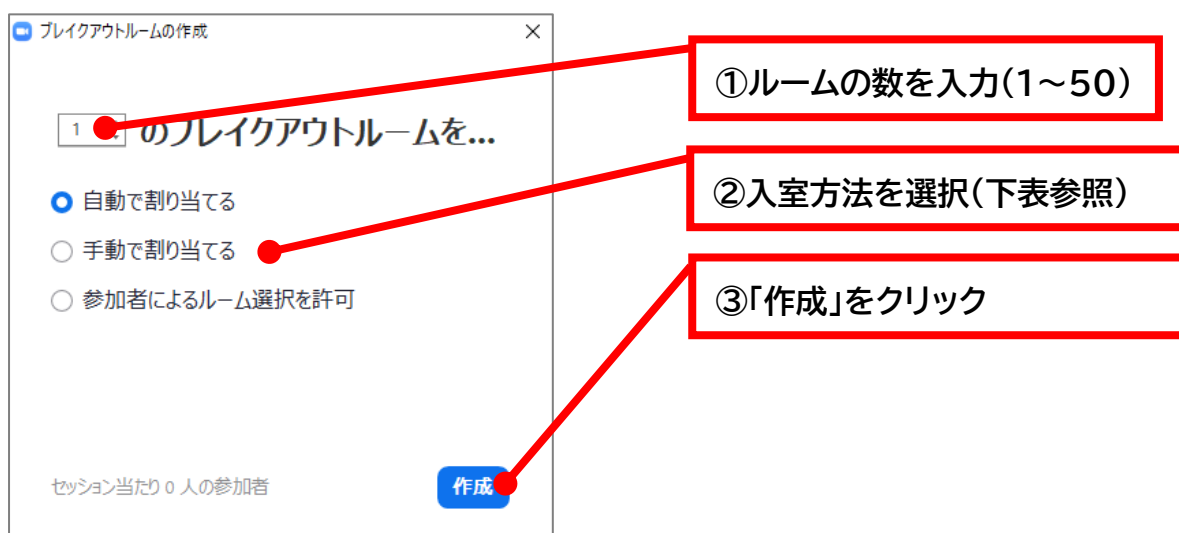 ブレイクアウトルームの作成
1 のブレイクアウトルームを...
自動で割り当てる
手動で割り当てる
参加者によるルーム選択を許可
セッション当たり 0 人の参加者
作成
①ルームの数を入力(1～50)
②入室方法を選択(下表参照)
③「作成」をクリック